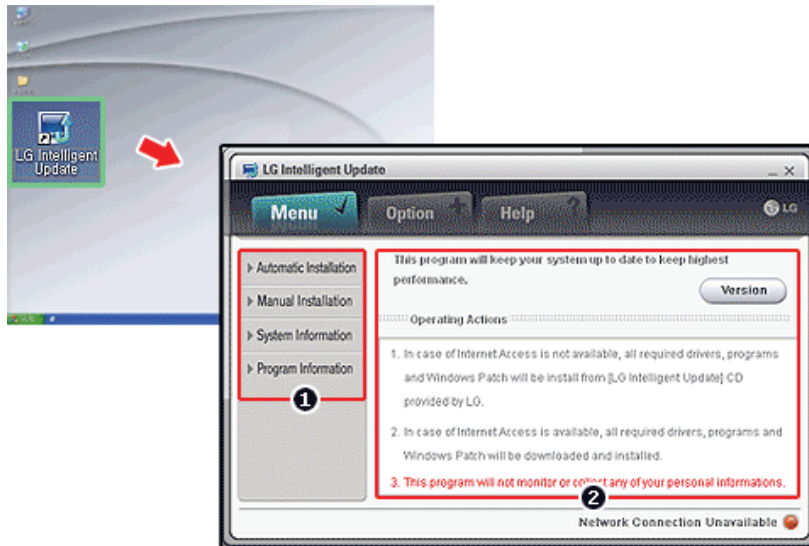 LG Intelligent
Update
LG Intelligent Update
Menu
Option
Help
LG
Automatic Installation
Manual Installation
System Information
Program Information
1
This program will keep your system up to date to keep highest
performance.
Version
Operating Actions
1. In case of Internet Access is not available, all required drivers, programs
and Windows Patch will be install from [LG Intelligent Update] CD
provided by LG.
2. In case of Internet Access is available, all required drivers, programs and
Windows Patch will be downloaded and installed.
3. This program will not monitor or collect any of your personal informations.
2
Network Connection Unavailable